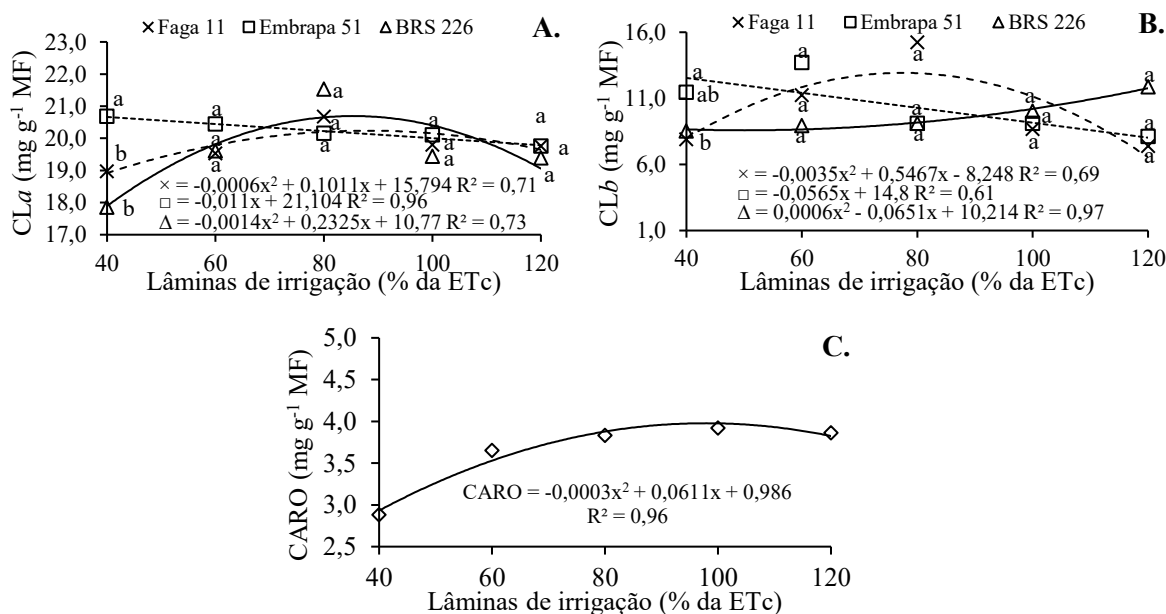 × Faga 11 □ Embrapa 51 Δ BRS 226
A.
CLa (mg g-1 MF)
23,0
22,0
21,0
20,0
19,0
18,0
17,0
a
b
b
a
a
a
a
a
a
a
a
a
a
a
a
× = -0,0006x2 + 0,1011x + 15,794 R2 = 0,71
□ = -0,011x + 21,104 R2 = 0,96
Δ = -0,0014x2 + 0,2325x + 10,77 R2 = 0,73
40 60 80 100 120
Lâminas de irrigação (% da ETc)
× Faga 11 □ Embrapa 51 Δ BRS 226
B.
CLb (mg g-1 MF)
16,0
11,0
6,0
1,0
a
ab
b
a
a
a
a
a
a
a
a
a
a
a
a
× = -0,0035x2 + 0,5467x - 8,248 R2 = 0,69
□ = -0,0565x + 14,8 R2 = 0,61
Δ = 0,0006x2 - 0,0651x + 10,214 R2 = 0,97
40 60 80 100 120
Lâminas de irrigação (% da ETc)
C.
CARO (mg g-1 MF)
5,0
4,5
4,0
3,5
3,0
2,5
CARO = -0,0003x2 + 0,0611x + 0,986
R² = 0,96
40 60 80 100 120
Lâminas de irrigação (% da ETc)